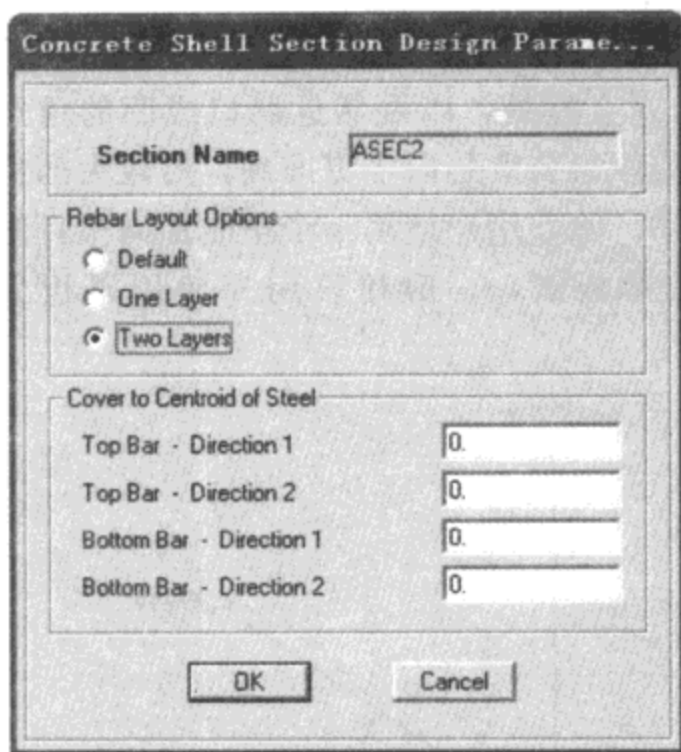 Concrete Shell Section Design Parame...
Section Name ASEC2
Rebar Layout Options
Default
One Layer
Two Layers
Cover to Centroid of Steel
Top Bar - Direction 1 0.
Top Bar - Direction 2 0.
Bottom Bar - Direction 1 0.
Bottom Bar - Direction 2 0.
OK Cancel